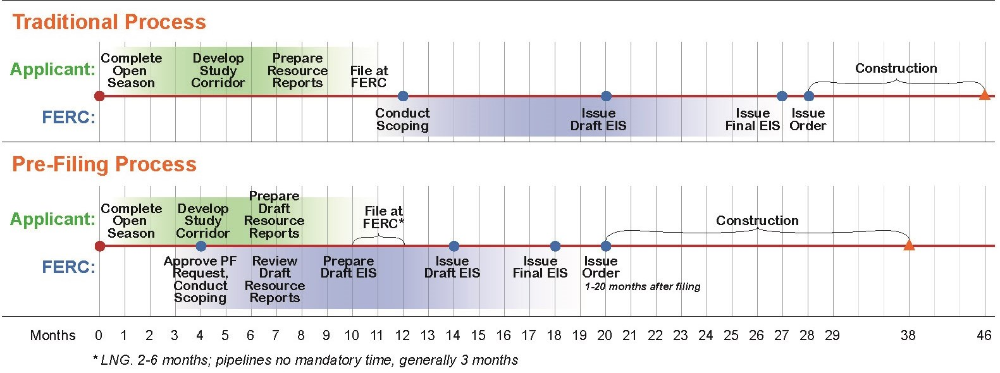 Traditional Process
Applicant:
Complete
Open
Season
Develop
Study
Corridor
Prepare
Resource
Reports
File at
FERC
Construction
FERC:
Conduct
Scoping
Issue
Draft EIS
Issue
Final EIS
Issue
Order
Pre-Filing Process
Applicant:
Complete
Open
Season
Develop
Study
Corridor
Prepare
Draft
Resource
Reports
File at
FERC*
Construction
FERC:
Approve PF
Request,
Conduct
Scoping
Review
Draft
Resource
Reports
Prepare
Draft EIS
Issue
Draft EIS
Issue
Final EIS
Issue
Order
1-20 months after filing
Months 0 1 2 3 4 5 6 7 8 9 10 11 12 13 14 15 16 17 18 19 20 21 22 23 24 25 26 27 28 29 38 46
* LNG. 2-6 months; pipelines no mandatory time, generally 3 months